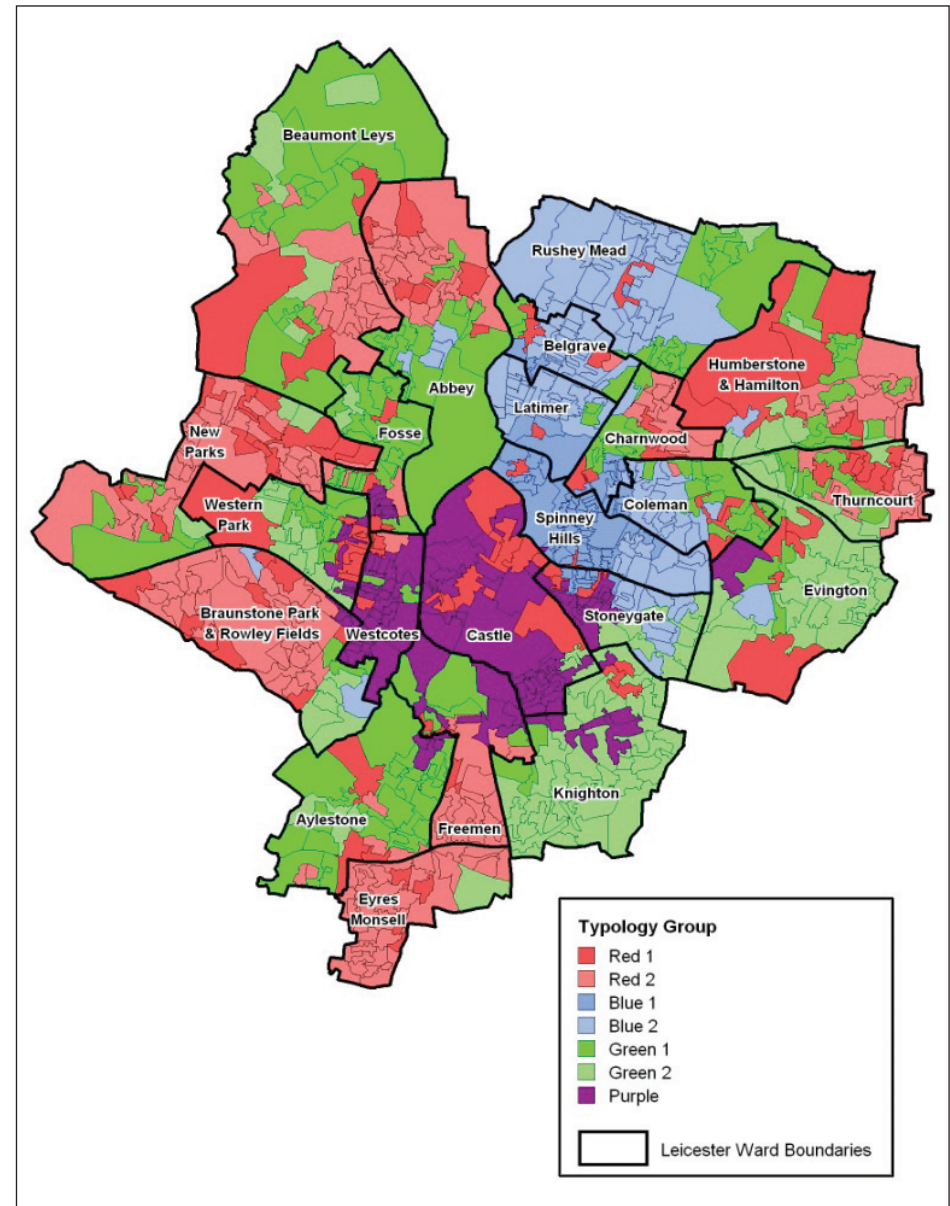 Beaumont Leys
Rushey Mead
Belgrave
Humberstone
& Hamilton
Abbey
Latimer
Fosse
Charnwood
New
Parks
Western
Park
Thurncourt
Spinney
Hills
Coleman
Evington
Braunstone Park
& Rowley Fields
Westcotes
Castle
Stoneygate
Knighton
Aylestone
Freemen
Eyres
Monsell
Typology Group
Red 1
Red 2
Blue 1
Blue 2
Green 1
Green 2
Purple
Leicester Ward Boundaries